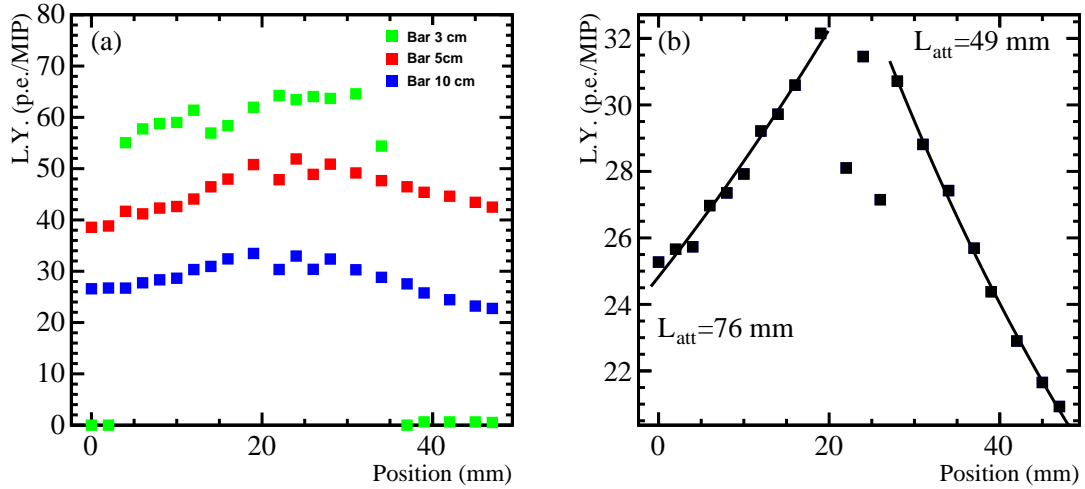 (a)
Bar 3 cm
Bar 5cm
Bar 10 cm
L.Y. (p.e./MIP)
80
70
60
50
40
30
20
10
0
0 20 40
Position (mm)
(b)
L_att=49 mm
L_att=76 mm
L.Y. (p.e./MIP)
32
30
28
26
24
22
0 20 40
Position (mm)